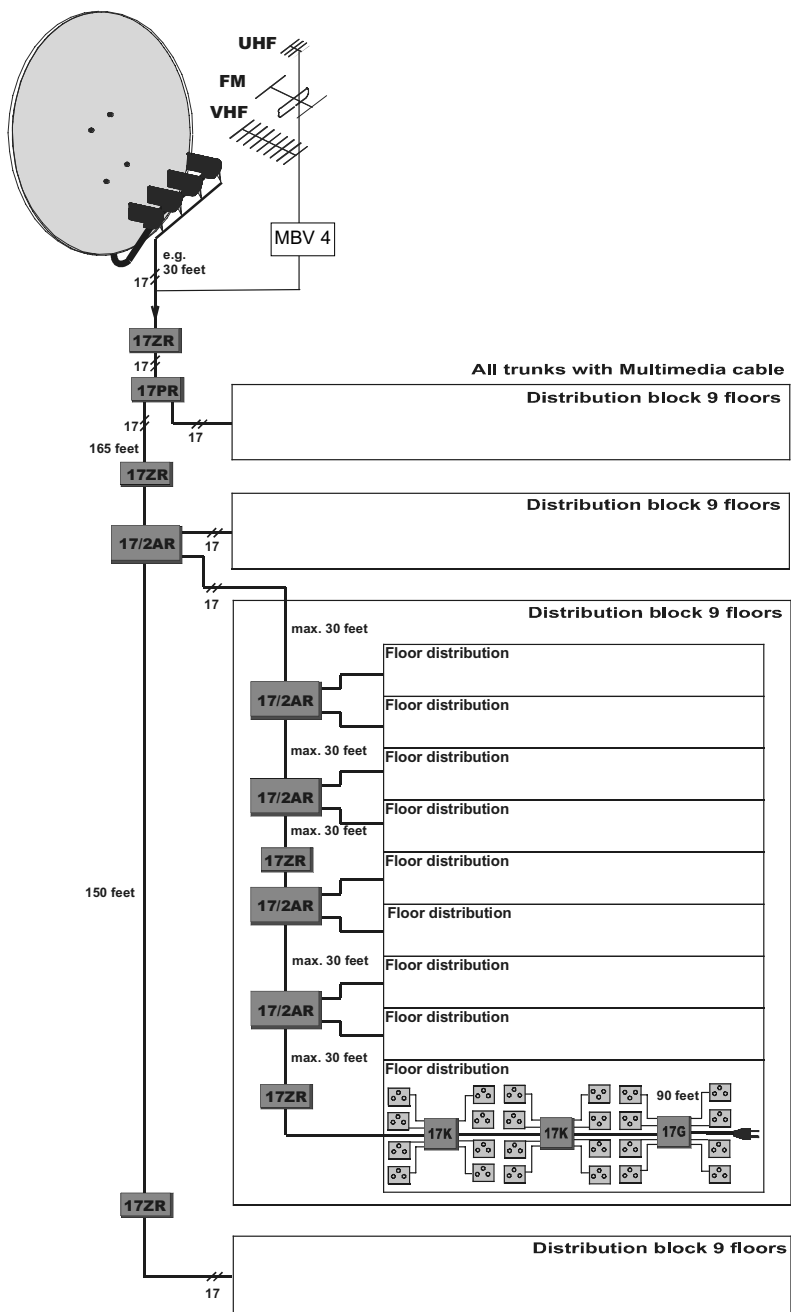 UHF
FM
VHF
MBV 4
e.g.
30 feet
17
17ZR
17
17PR
All trunks with Multimedia cable
Distribution block 9 floors
17
17
165 feet
17ZR
Distribution block 9 floors
17/2AR
17
17
Distribution block 9 floors
max. 30 feet
Floor distribution
17/2AR
Floor distribution
max. 30 feet
Floor distribution
17/2AR
Floor distribution
max. 30 feet
17ZR
Floor distribution
150 feet
17/2AR
Floor distribution
max. 30 feet
Floor distribution
17/2AR
Floor distribution
max. 30 feet
Floor distribution
17ZR
90 feet
17K
17K
17G
17ZR
Distribution block 9 floors
17